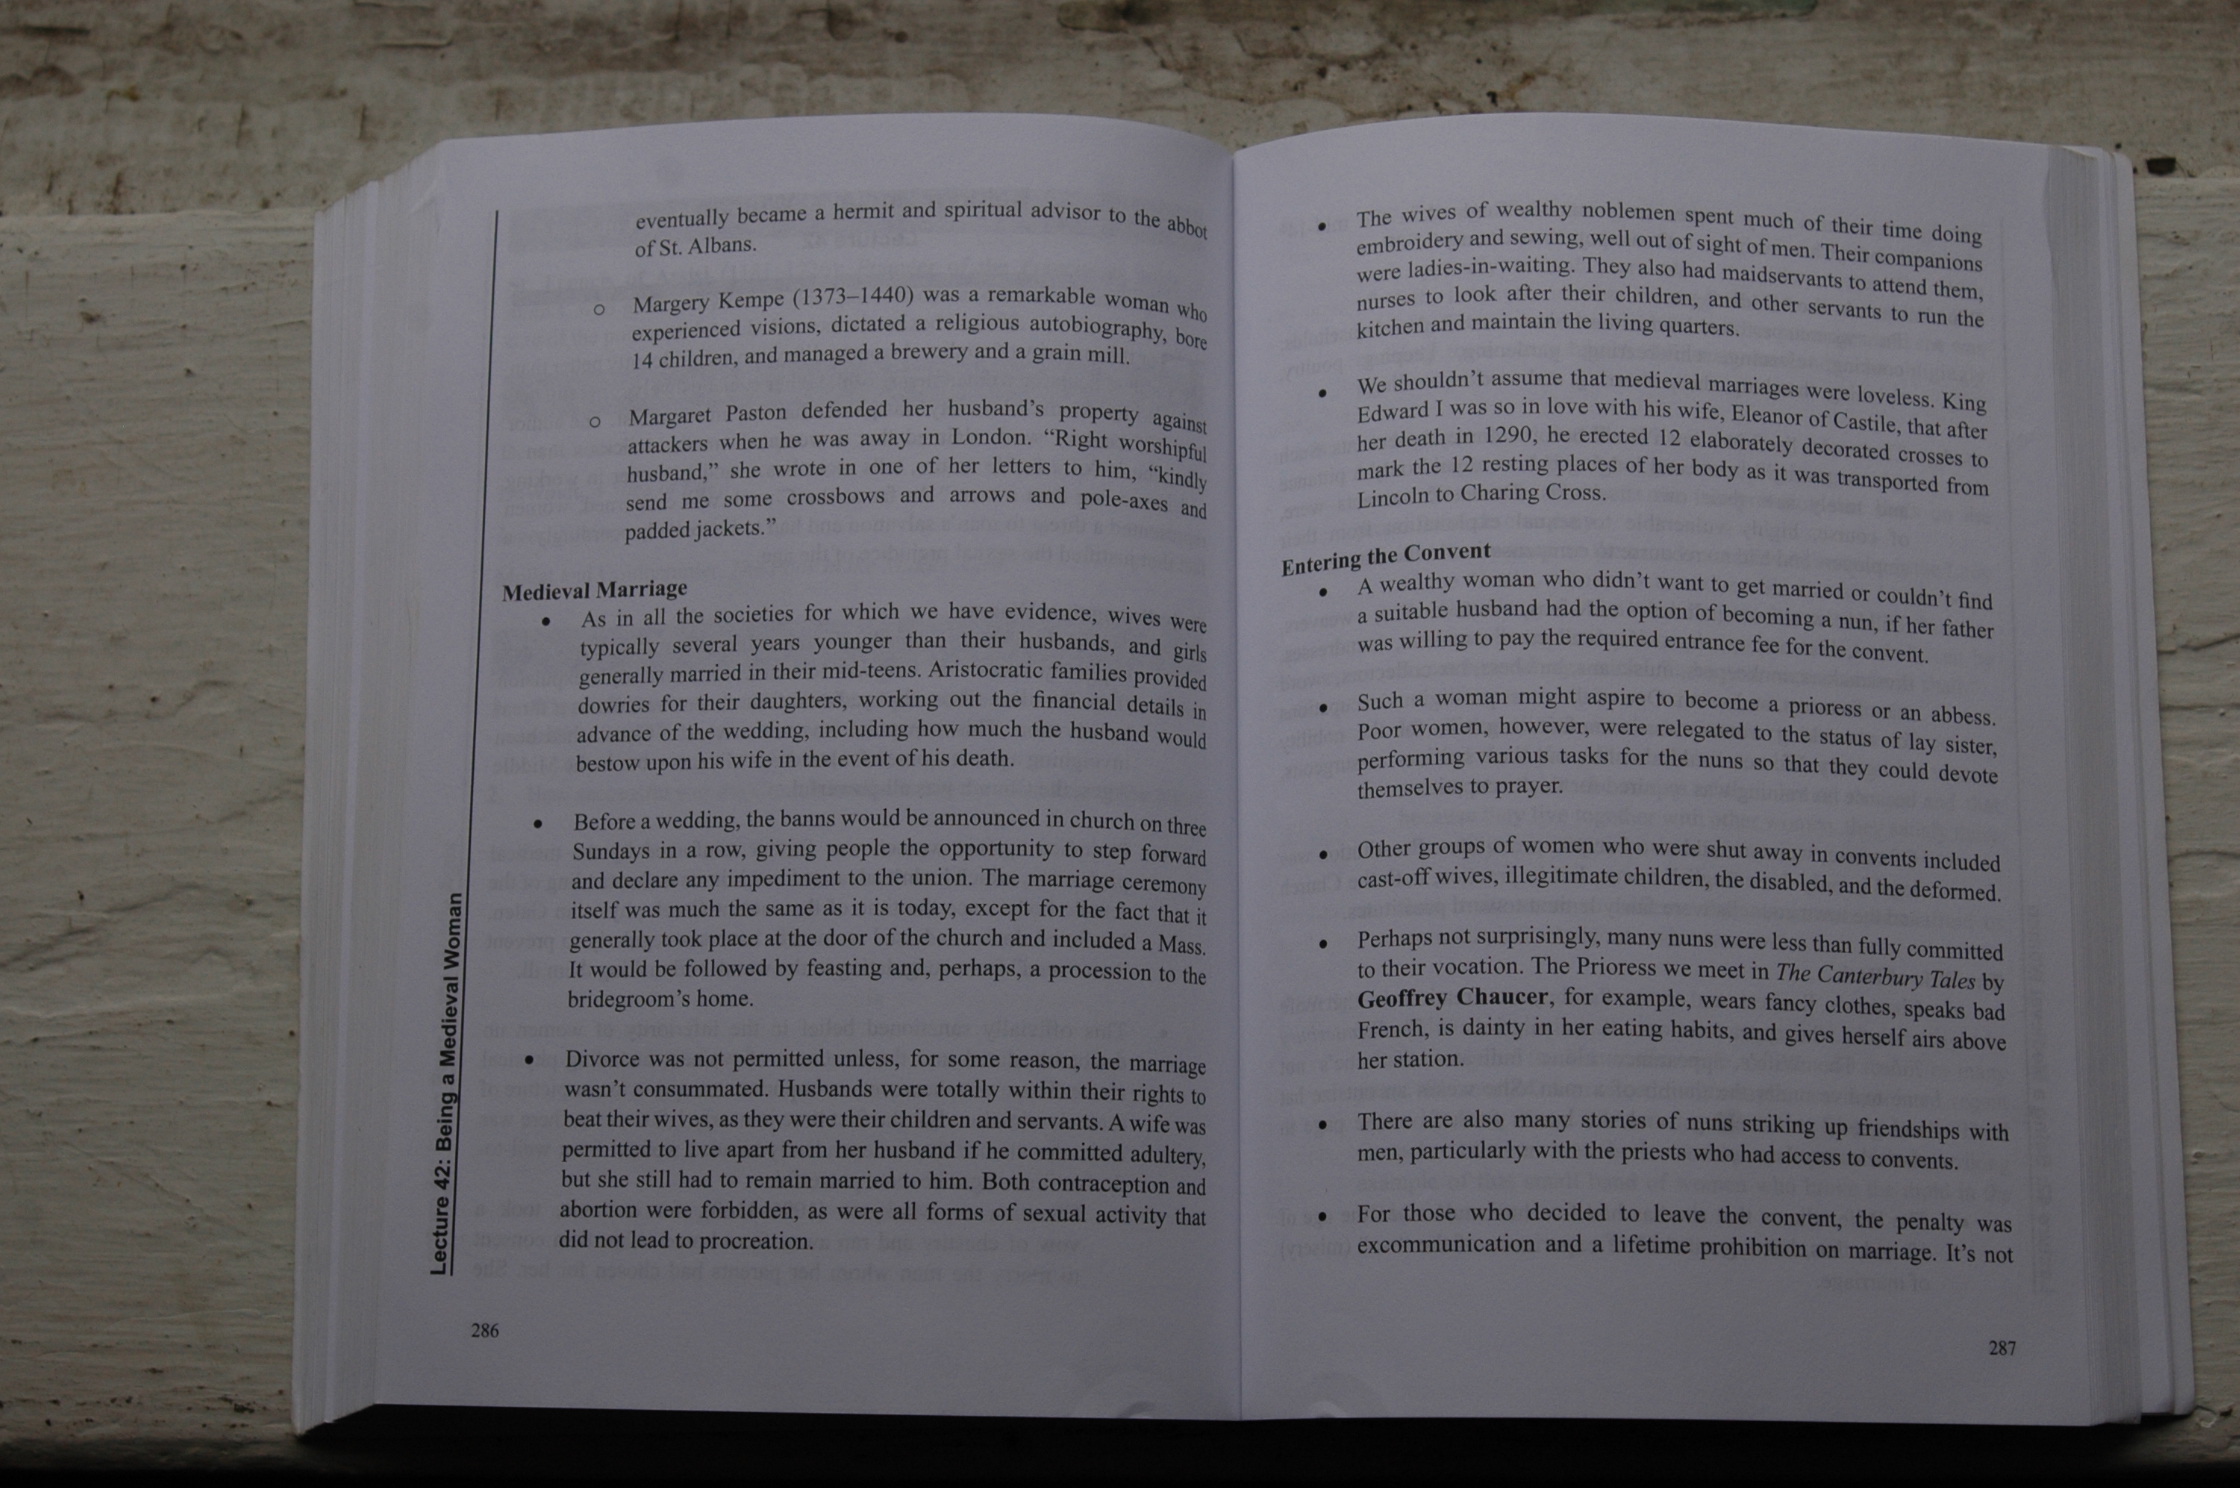 eventually became a hermit and spiritual advisor to the abbot
of St. Albans.
o Margery Kempe (1373–1440) was a remarkable woman who
experienced visions, dictated a religious autobiography, bore
14 children, and managed a brewery and a grain mill.
o Margaret Paston defended her husband's property against
attackers when he was away in London. “Right worshipful
husband,” she wrote in one of her letters to him, “kindly
send me some crossbows and arrows and pole-axes and
padded jackets.”
Medieval Marriage
• As in all the societies for which we have evidence, wives were
typically several years younger than their husbands, and girls
generally married in their mid-teens. Aristocratic families provided
dowries for their daughters, working out the financial details in
advance of the wedding, including how much the husband would
bestow upon his wife in the event of his death.
• Before a wedding, the banns would be announced in church on three
Sundays in a row, giving people the opportunity to step forward
and declare any impediment to the union. The marriage ceremony
itself was much the same as it is today, except for the fact that it
generally took place at the door of the church and included a Mass.
It would be followed by feasting and, perhaps, a procession to the
bridegroom's home.
• Divorce was not permitted unless, for some reason, the marriage
wasn't consummated. Husbands were totally within their rights to
beat their wives, as they were their children and servants. A wife was
permitted to live apart from her husband if he committed adultery,
but she still had to remain married to him. Both contraception and
abortion were forbidden, as were all forms of sexual activity that
did not lead to procreation.
Lecture 42: Being a Medieval Woman
286
• The wives of wealthy noblemen spent much of their time doing
embroidery and sewing, well out of sight of men. Their companions
were ladies-in-waiting. They also had maidservants to attend them,
nurses to look after their children, and other servants to run the
kitchen and maintain the living quarters.
• We shouldn't assume that medieval marriages were loveless. King
Edward I was so in love with his wife, Eleanor of Castile, that after
her death in 1290, he erected 12 elaborately decorated crosses to
mark the 12 resting places of her body as it was transported from
Lincoln to Charing Cross.
Entering the Convent
• A wealthy woman who didn't want to get married or couldn't find
a suitable husband had the option of becoming a nun, if her father
was willing to pay the required entrance fee for the convent.
• Such a woman might aspire to become a prioress or an abbess.
Poor women, however, were relegated to the status of lay sister,
performing various tasks for the nuns so that they could devote
themselves to prayer.
• Other groups of women who were shut away in convents included
cast-off wives, illegitimate children, the disabled, and the deformed.
• Perhaps not surprisingly, many nuns were less than fully committed
to their vocation. The Prioress we meet in The Canterbury Tales by
Geoffrey Chaucer, for example, wears fancy clothes, speaks bad
French, is dainty in her eating habits, and gives herself airs above
her station.
• There are also many stories of nuns striking up friendships with
men, particularly with the priests who had access to convents.
• For those who decided to leave the convent, the penalty was
excommunication and a lifetime prohibition on marriage. It's not
287